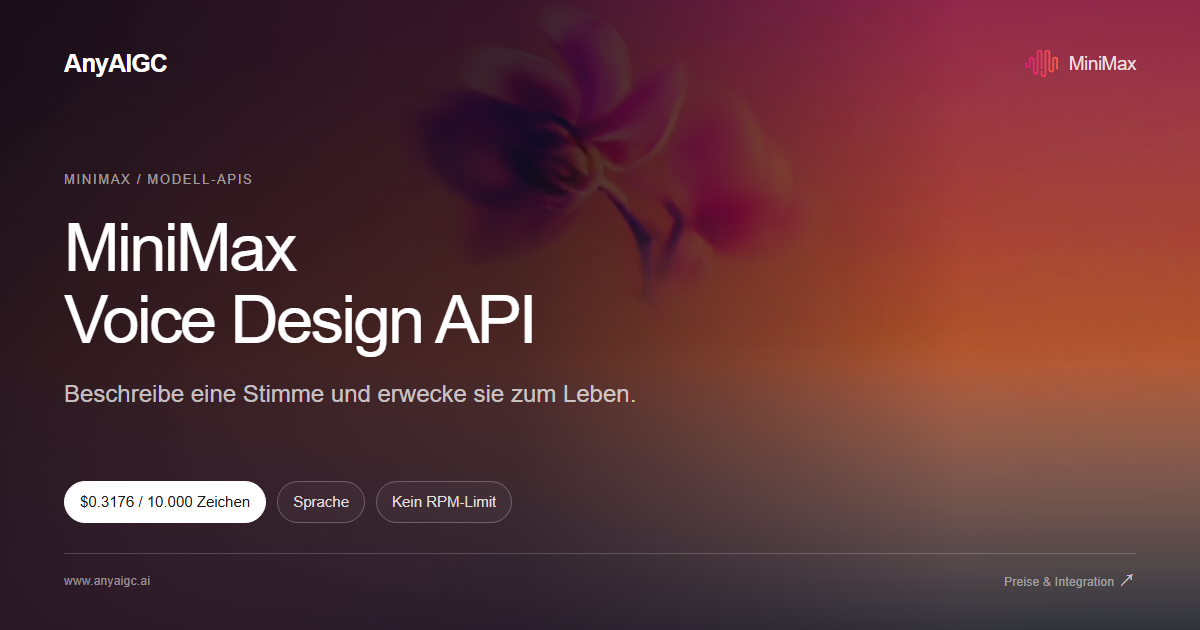 AnyAIGC
MiniMax
MINIMAX / MODELL-APIS
MiniMax
Voice Design API
Beschreibe eine Stimme und erwecke sie zum Leben.
$0.3176 / 10.000 Zeichen
Sprache
Kein RPM-Limit
www.anyaigc.ai
Preise & Integration